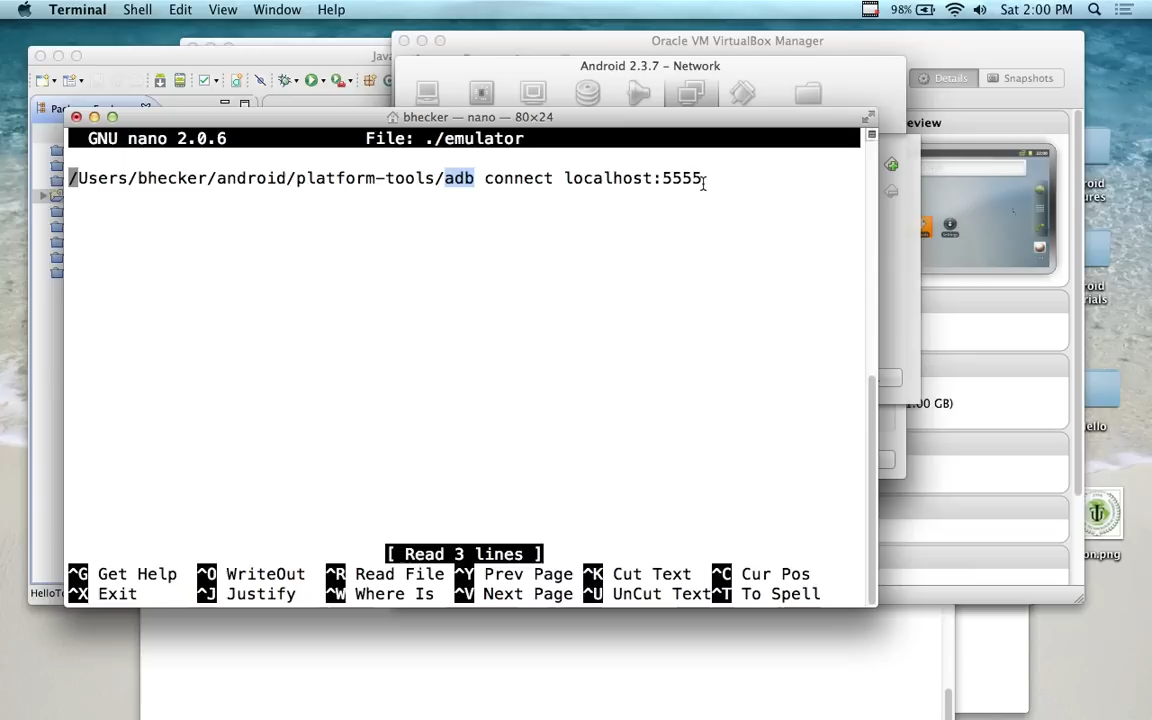 Terminal Shell Edit View Window Help 98% Sat 2:00 PM
Oracle VM VirtualBox Manager
Java
Android 2.3.7 – Network
Details Snapshots
bhecker — nano — 80×24
GNU nano 2.0.6 File: ./emulator
/Users/bhecker/android/platform-tools/adb connect localhost:5555
[ Read 3 lines ]
^G Get Help ^O WriteOut ^R Read File ^Y Prev Page ^K Cut Text ^C Cur Pos
^X Exit ^J Justify ^W Where Is ^V Next Page ^U UnCut Text ^T To Spell